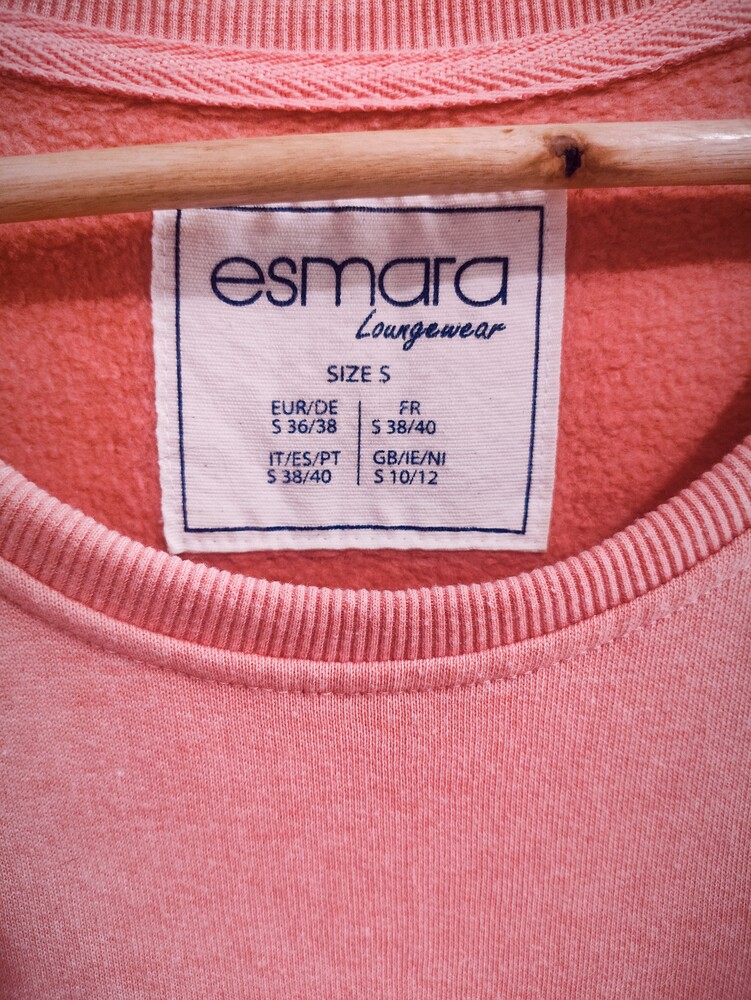 esmara
Loungewear
SIZE S
EUR/DE FR
S 36/38 S 38/40
IT/ES/PT GB/IE/NI
S 38/40 S 10/12